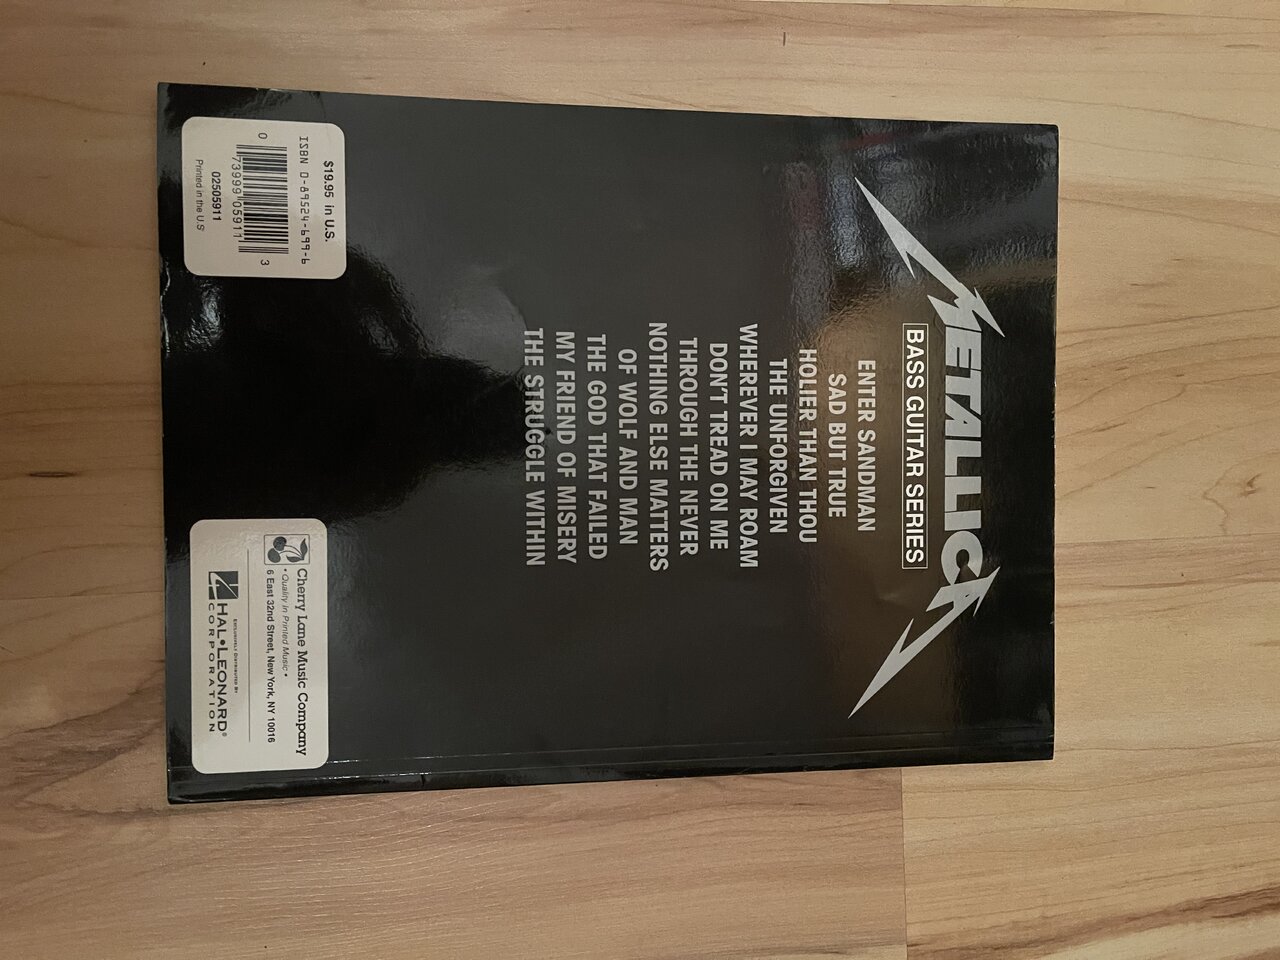 METALLICA
BASS GUITAR SERIES
ENTER SANDMAN
SAD BUT TRUE
HOLIER THAN THOU
THE UNFORGIVEN
WHEREVER I MAY ROAM
DON'T TREAD ON ME
THROUGH THE NEVER
NOTHING ELSE MATTERS
OF WOLF AND MAN
THE GOD THAT FAILED
MY FRIEND OF MISERY
THE STRUGGLE WITHIN
$19.95 in U.S.
ISBN 0-89524-699-6
0 73999 05911 3
02505911
Printed in the U.S
Cherry Lane Music Company
• Quality in Printed Music •
6 East 32nd Street, New York, NY 10016
EXCLUSIVELY DISTRIBUTED BY
HAL•LEONARD®
CORPORATION